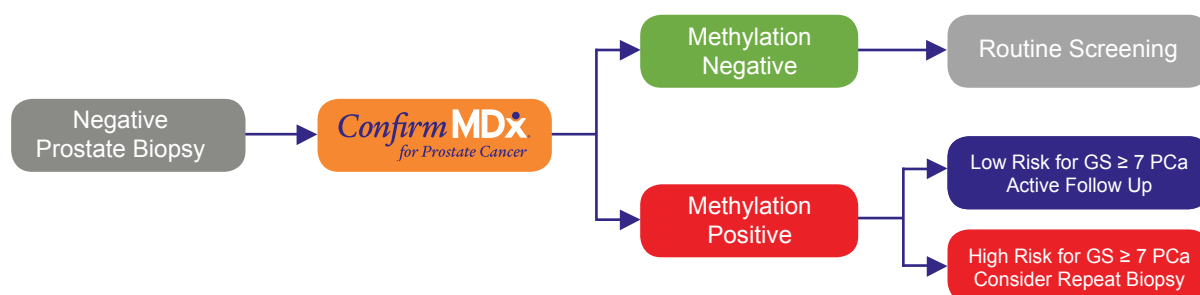 Negative
Prostate Biopsy
Confirm MDx
for Prostate Cancer
Methylation
Negative
Routine Screening
Methylation
Positive
Low Risk for GS ≥ 7 PCa
Active Follow Up
High Risk for GS ≥ 7 PCa
Consider Repeat Biopsy